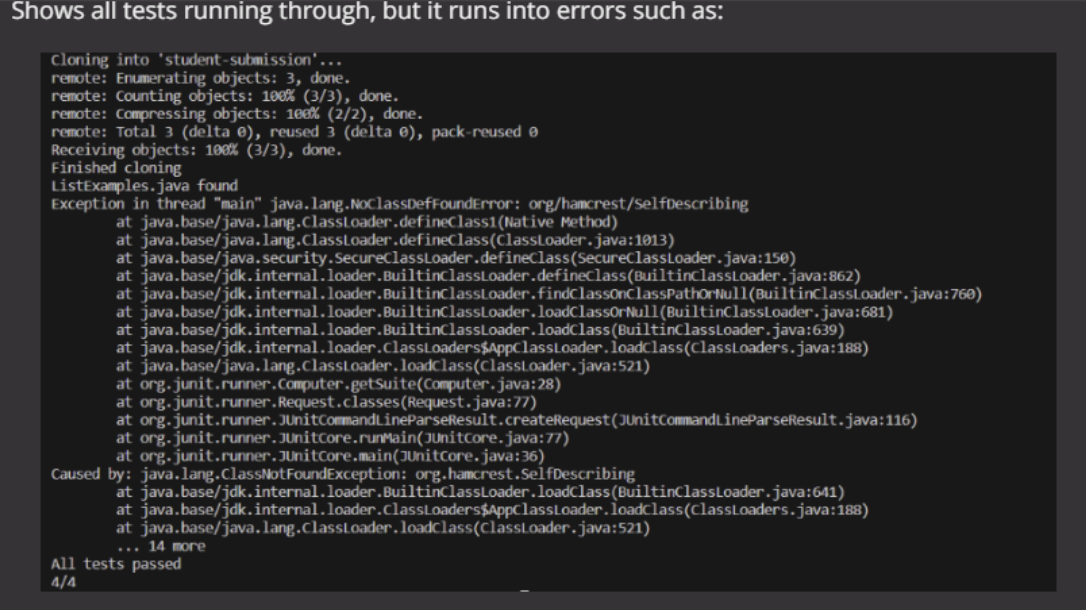 Shows all tests running through, but it runs into errors such as:
Cloning into 'student-submission'...
remote: Enumerating objects: 3, done.
remote: Counting objects: 100% (3/3), done.
remote: Compressing objects: 100% (2/2), done.
remote: Total 3 (delta 0), reused 3 (delta 0), pack-reused 0
Receiving objects: 100% (3/3), done.
Finished cloning
ListExamples.java found
Exception in thread "main" java.lang.NoClassDefFoundError: org/hamcrest/SelfDescribing
at java.base/java.lang.ClassLoader.defineClass1(Native Method)
at java.base/java.lang.ClassLoader.defineClass(ClassLoader.java:1013)
at java.base/java.security.SecureClassLoader.defineClass(SecureClassLoader.java:150)
at java.base/jdk.internal.loader.BuiltinClassLoader.defineClass(BuiltinClassLoader.java:862)
at java.base/jdk.internal.loader.BuiltinClassLoader.findClassOnClassPathOrNull(BuiltinClassLoader.java:760)
at java.base/jdk.internal.loader.BuiltinClassLoader.loadClassOrNull(BuiltinClassLoader.java:681)
at java.base/jdk.internal.loader.BuiltinClassLoader.loadClass(BuiltinClassLoader.java:639)
at java.base/jdk.internal.loader.ClassLoaders$AppClassLoader.loadClass(ClassLoaders.java:188)
at java.base/java.lang.ClassLoader.loadClass(ClassLoader.java:521)
at org.junit.runner.Computer.getSuite(Computer.java:28)
at org.junit.runner.Request.classes(Request.java:77)
at org.junit.runner.JUnitCommandLineParseResult.createRequest(JUnitCommandLineParseResult.java:116)
at org.junit.runner.JUnitCore.runMain(JUnitCore.java:77)
at org.junit.runner.JUnitCore.main(JUnitCore.java:36)
Caused by: java.lang.ClassNotFoundException: org.hamcrest.SelfDescribing
at java.base/jdk.internal.loader.BuiltinClassLoader.loadClass(BuiltinClassLoader.java:641)
at java.base/jdk.internal.loader.ClassLoaders$AppClassLoader.loadClass(ClassLoaders.java:188)
at java.base/java.lang.ClassLoader.loadClass(ClassLoader.java:521)
... 14 more
All tests passed
4/4